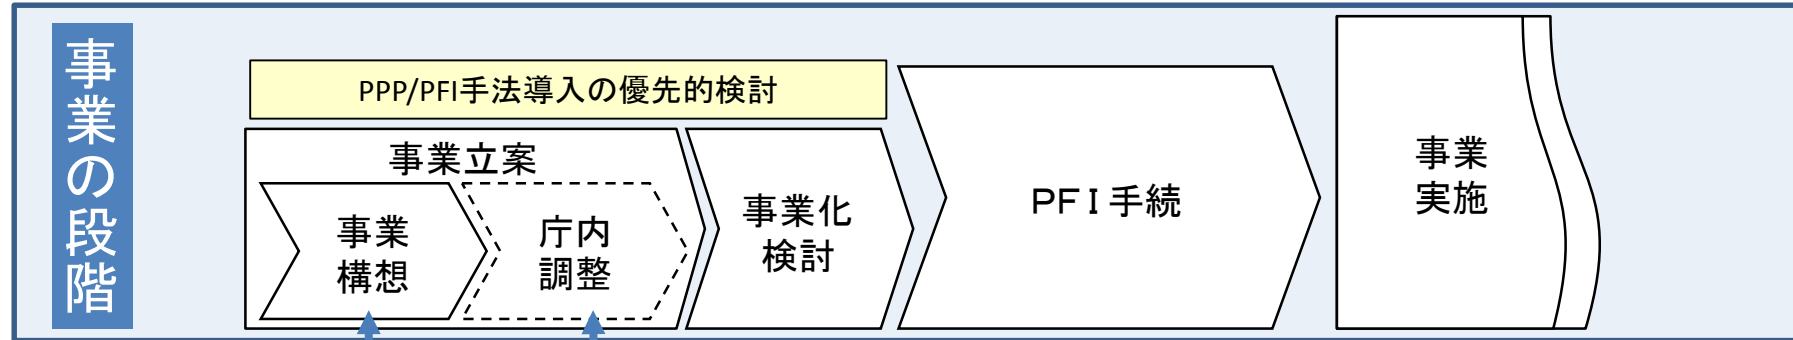 事業の段階
PPP/PFI手法導入の優先的検討
事業立案
事業
構想
庁内
調整
事業化
検討
ＰＦＩ手続
事業
実施